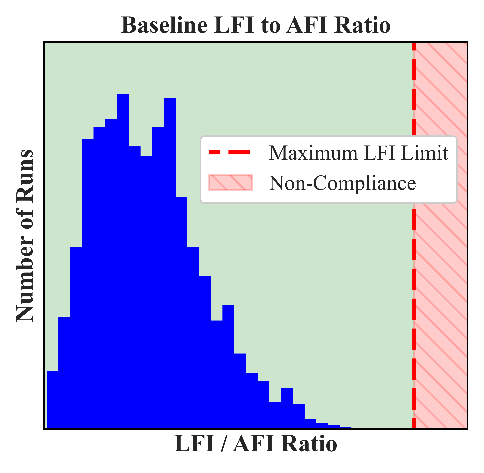 Baseline LFI to AFI Ratio
Number of Runs
Maximum LFI Limit
Non-Compliance
LFI / AFI Ratio